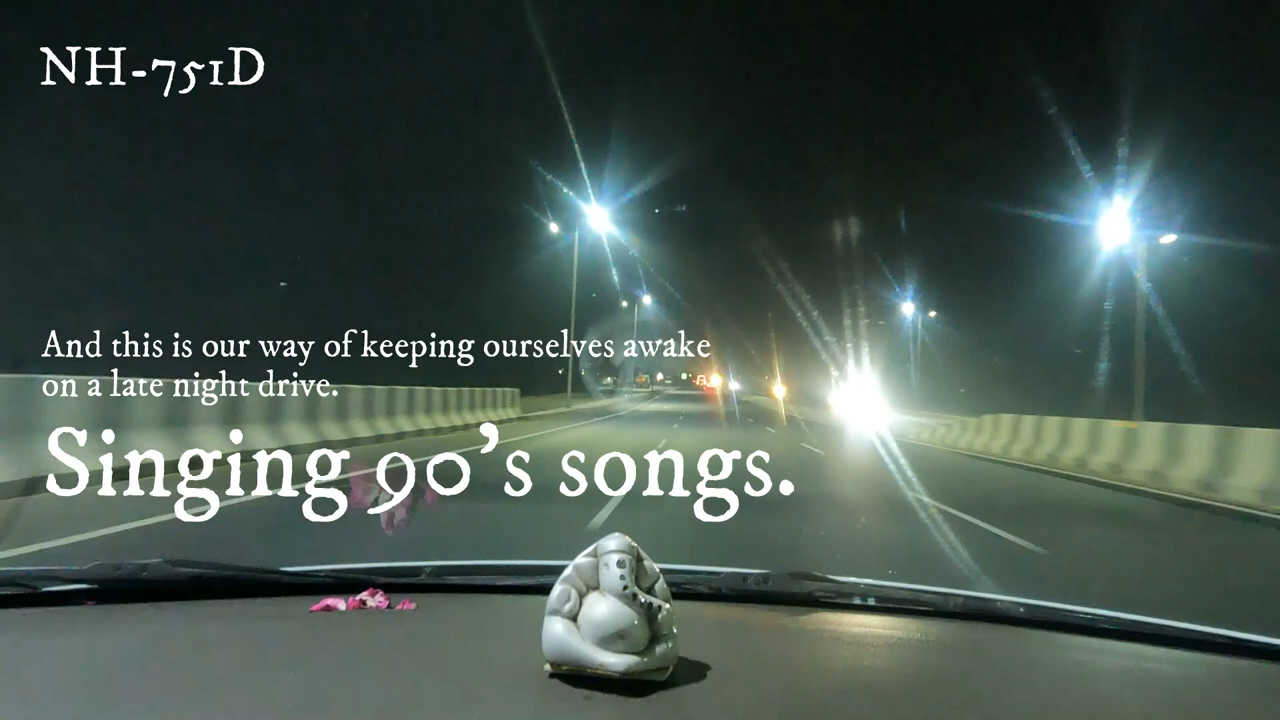 NH-751D
And this is our way of keeping ourselves awake
on a late night drive.
Singing 90's songs.